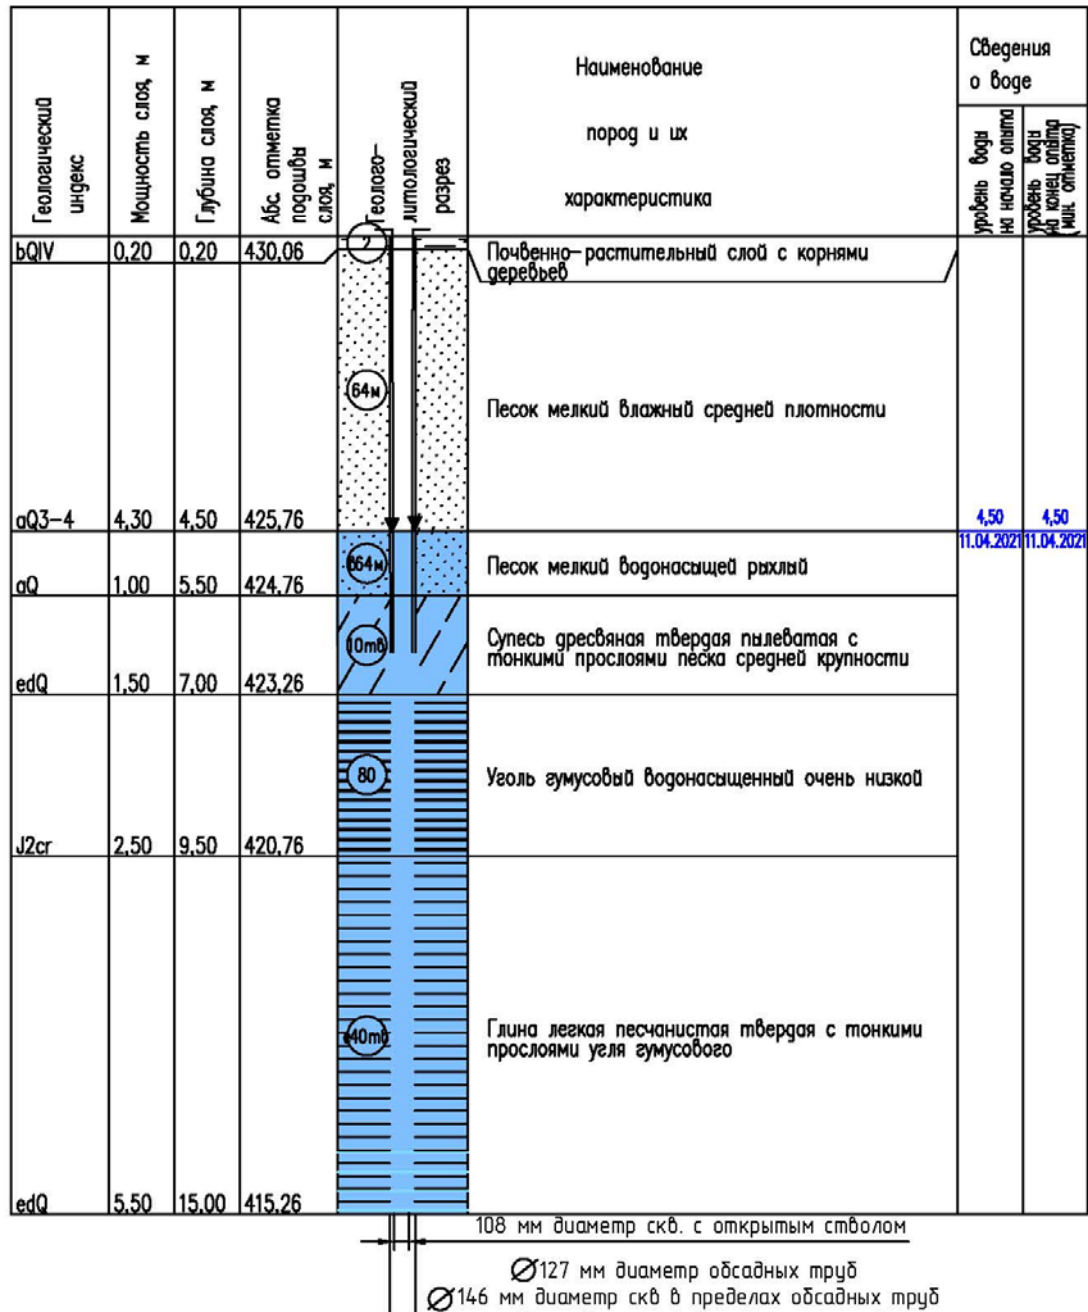 Геологический
индекс
Мощность слоя, м
Глубина слоя, м
Абс. отметка
подошвы
слоя, м
Геолого-
литологический
разрез
Наименование
пород и их
характеристика
Сведения
о воде
уровень воды
на начало опыта
уровень воды
на конец опыта
(мин. отметка)
bQIV 0,20 0,20 430,06
2
Почвенно-растительный слой с корнями
деревьев
64м
Песок мелкий влажный средней плотности
aQ3-4 4,30 4,50 425,76
4,50 4,50
11.04.2021 11.04.2021
в64м
Песок мелкий водонасыщей рыхлый
aQ 1,00 5,50 424,76
10тв
Супесь дресвяная твердая пылеватая с
тонкими прослоями песка средней крупности
edQ 1,50 7,00 423,26
80
Уголь гумусовый водонасыщенный очень низкой
J2cr 2,50 9,50 420,76
40тв
Глина легкая песчанистая твердая с тонкими
прослоями угля гумусового
edQ 5,50 15,00 415,26
108 мм диаметр скв. с открытым стволом
Ø127 мм диаметр обсадных труб
Ø146 мм диаметр скв в пределах обсадных труб